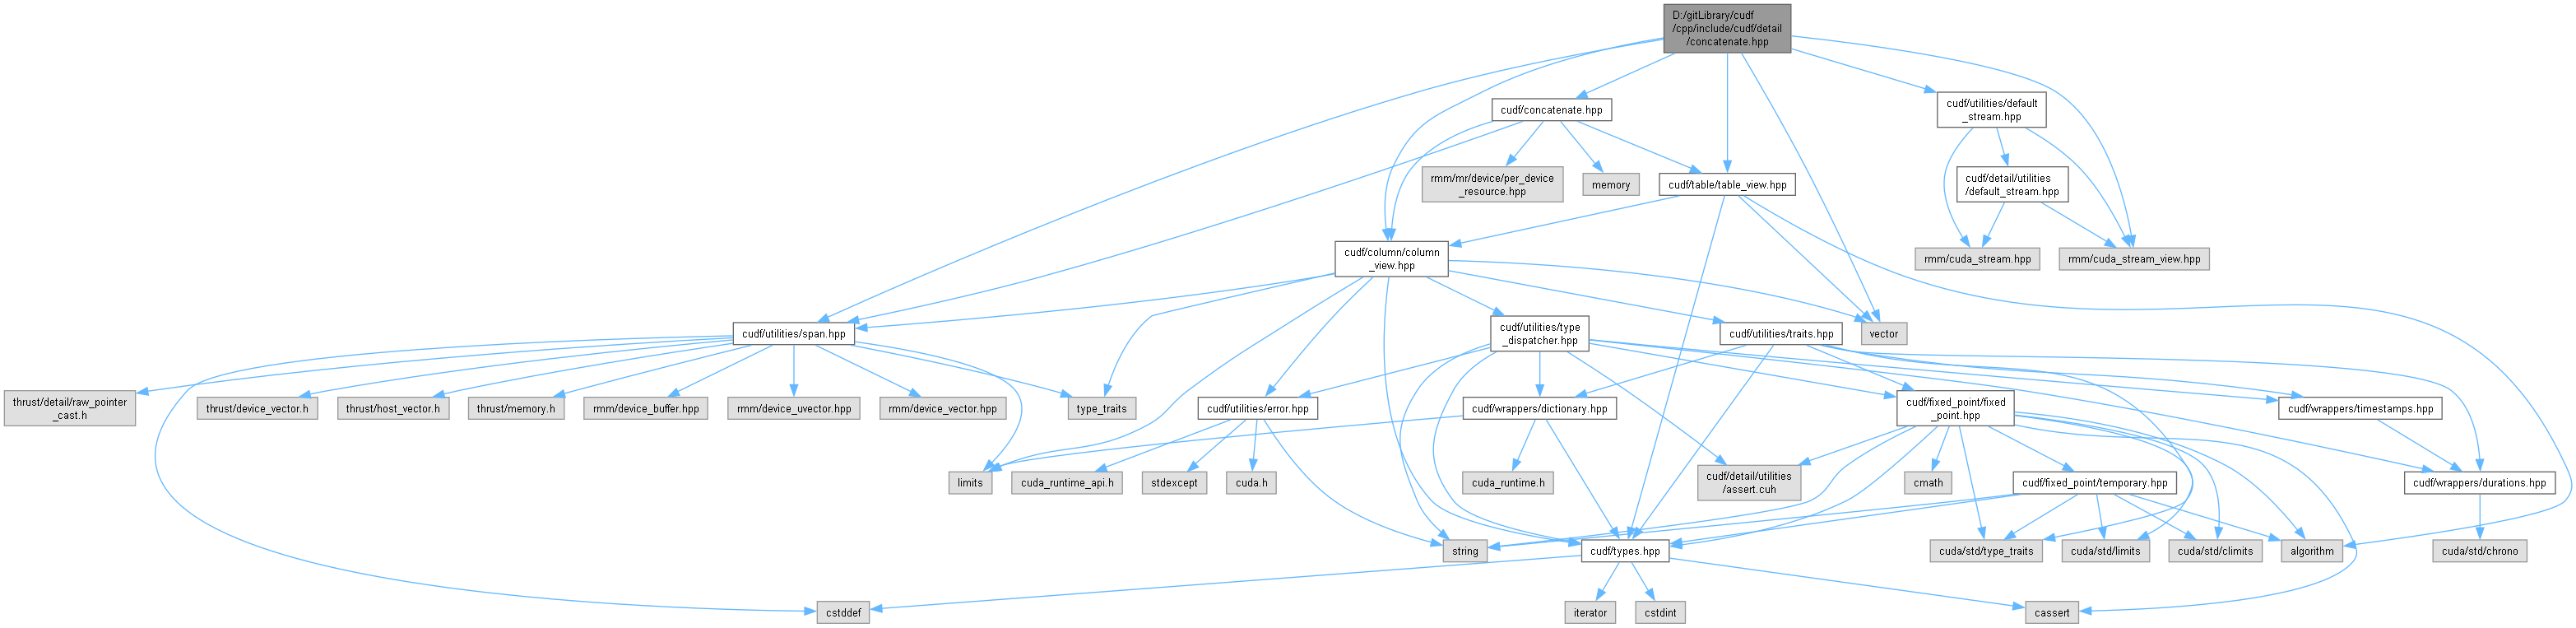 D:/gitLibrary/cudf
/cpp/include/cudf/detail
/concatenate.hpp
cudf/concatenate.hpp
cudf/utilities/default
_stream.hpp
rmm/mr/device/per_device
_resource.hpp
memory
cudf/table/table_view.hpp
cudf/detail/utilities
/default_stream.hpp
cudf/column/column
_view.hpp
rmm/cuda_stream.hpp
rmm/cuda_stream_view.hpp
cudf/utilities/span.hpp
cudf/utilities/type
_dispatcher.hpp
cudf/utilities/traits.hpp
vector
thrust/detail/raw_pointer
_cast.h
thrust/device_vector.h
thrust/host_vector.h
thrust/memory.h
rmm/device_buffer.hpp
rmm/device_uvector.hpp
rmm/device_vector.hpp
type_traits
cudf/utilities/error.hpp
cudf/wrappers/dictionary.hpp
cudf/fixed_point/fixed
_point.hpp
cudf/wrappers/timestamps.hpp
limits
cuda_runtime_api.h
stdexcept
cuda.h
cuda_runtime.h
cudf/detail/utilities
/assert.cuh
cmath
cudf/fixed_point/temporary.hpp
cudf/wrappers/durations.hpp
string
cudf/types.hpp
cuda/std/type_traits
cuda/std/limits
cuda/std/climits
algorithm
cuda/std/chrono
cstddef
iterator
cstdint
cassert